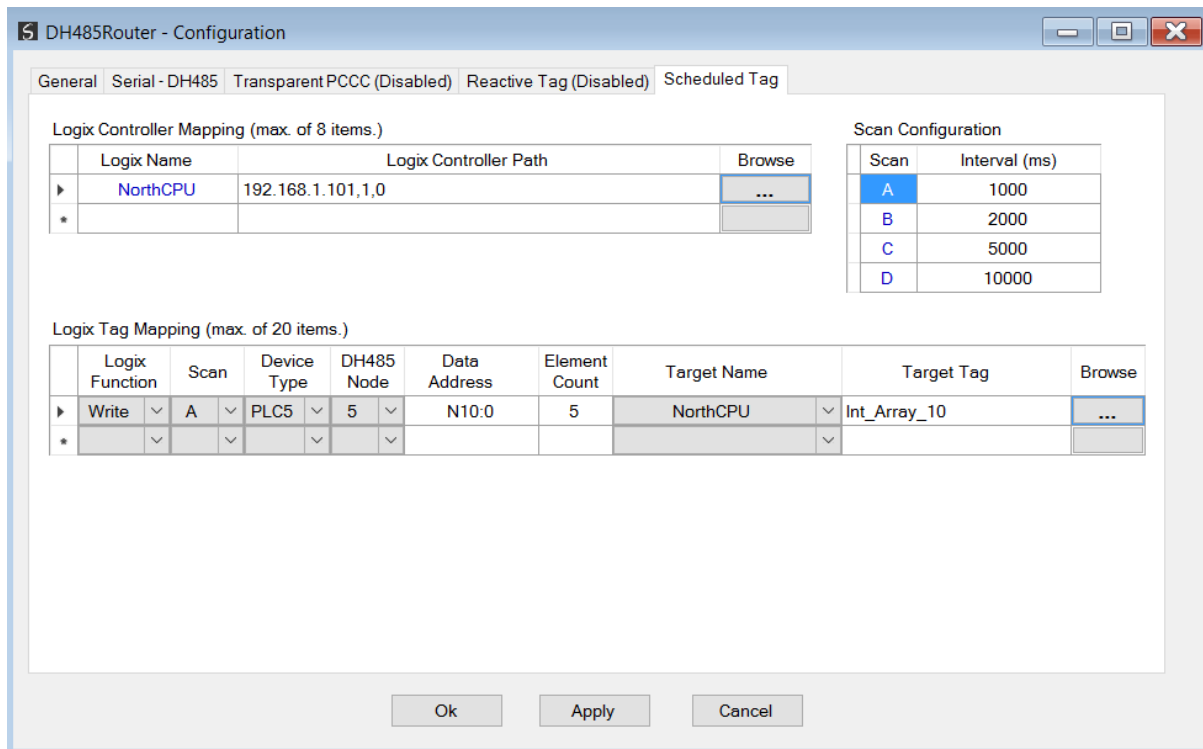 DH485Router - Configuration
General Serial - DH485 Transparent PCCC (Disabled) Reactive Tag (Disabled) Scheduled Tag
Logix Controller Mapping (max. of 8 items.)
Logix Name Logix Controller Path Browse
NorthCPU 192.168.1.101,1,0 ...
*
Scan Configuration
Scan Interval (ms)
A 1000
B 2000
C 5000
D 10000
Logix Tag Mapping (max. of 20 items.)
Logix Function Scan Device Type DH485 Node Data Address Element Count Target Name Target Tag Browse
Write A PLC5 5 N10:0 5 NorthCPU Int_Array_10 ...
*
Ok Apply Cancel